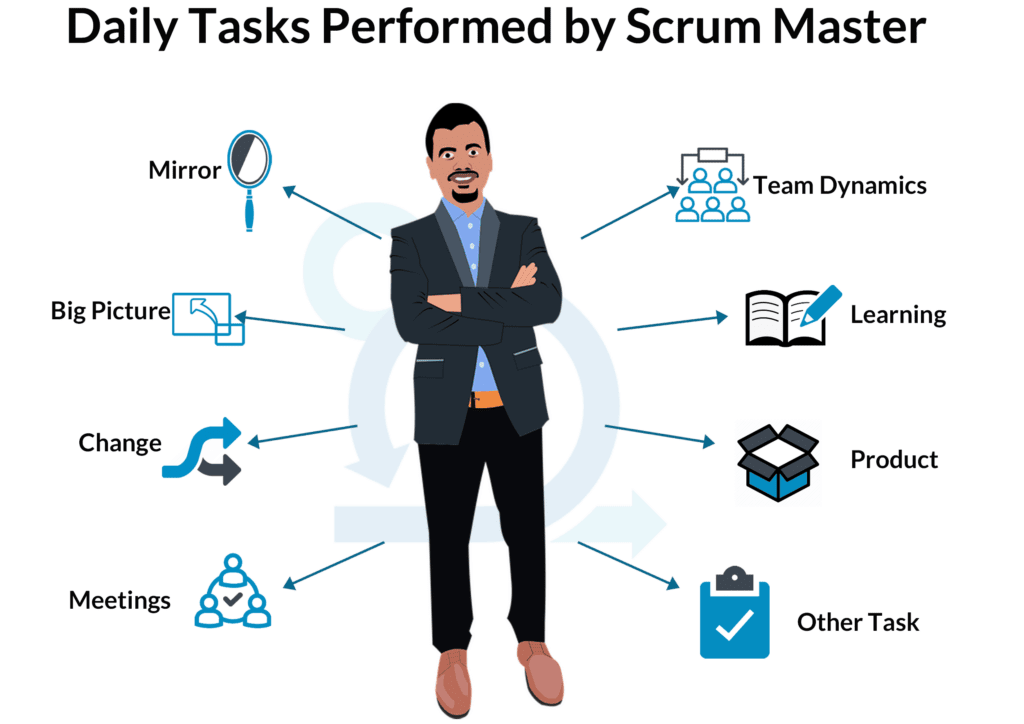 Daily Tasks Performed by Scrum Master
Mirror
Team Dynamics
Big Picture
Learning
Change
Product
Meetings
Other Task